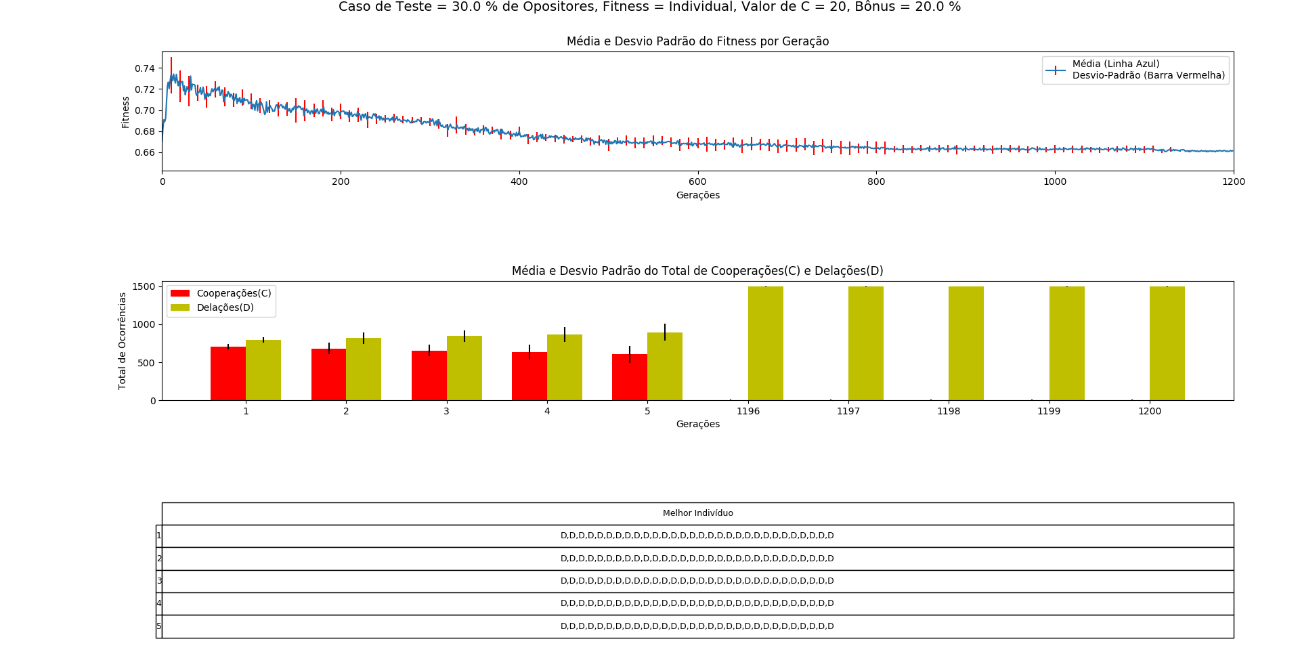 Caso de Teste = 30.0 % de Opositores, Fitness = Individual, Valor de C = 20, Bônus = 20.0 %
Média e Desvio Padrão do Fitness por Geração
Média (Linha Azul)
Desvio-Padrão (Barra Vermelha)
Fitness
0.74
0.72
0.70
0.68
0.66
0 200 400 600 800 1000 1200
Gerações
Média e Desvio Padrão do Total de Cooperações(C) e Delações(D)
Cooperações(C)
Delações(D)
Total de Ocorrências
1500
1000
500
0
1 2 3 4 5 1196 1197 1198 1199 1200
Gerações
Melhor Indivíduo
1 D,D,D,D,D,D,D,D,D,D,D,D,D,D,D,D,D,D,D,D,D,D,D,D,D,D,D,D,D,D
2 D,D,D,D,D,D,D,D,D,D,D,D,D,D,D,D,D,D,D,D,D,D,D,D,D,D,D,D,D,D
3 D,D,D,D,D,D,D,D,D,D,D,D,D,D,D,D,D,D,D,D,D,D,D,D,D,D,D,D,D,D
4 D,D,D,D,D,D,D,D,D,D,D,D,D,D,D,D,D,D,D,D,D,D,D,D,D,D,D,D,D,D
5 D,D,D,D,D,D,D,D,D,D,D,D,D,D,D,D,D,D,D,D,D,D,D,D,D,D,D,D,D,D